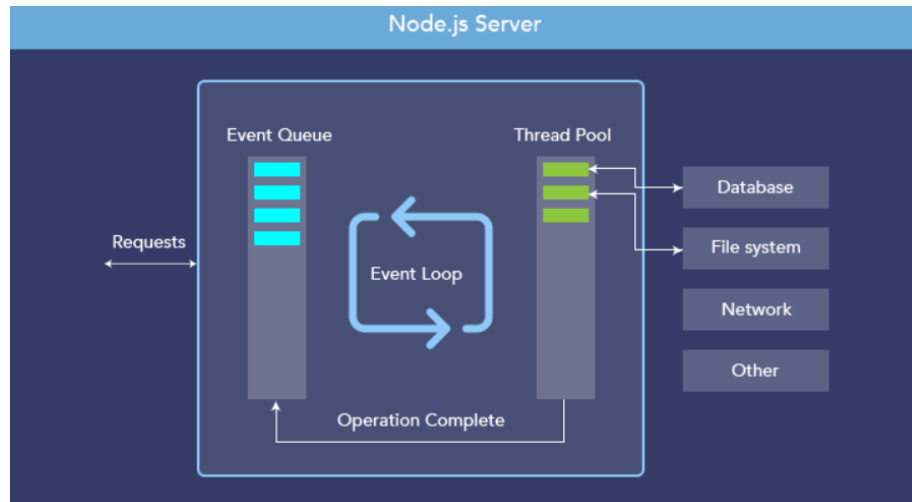 Node.js Server
Event Queue
Thread Pool
Database
Requests
File system
Event Loop
Network
Other
Operation Complete